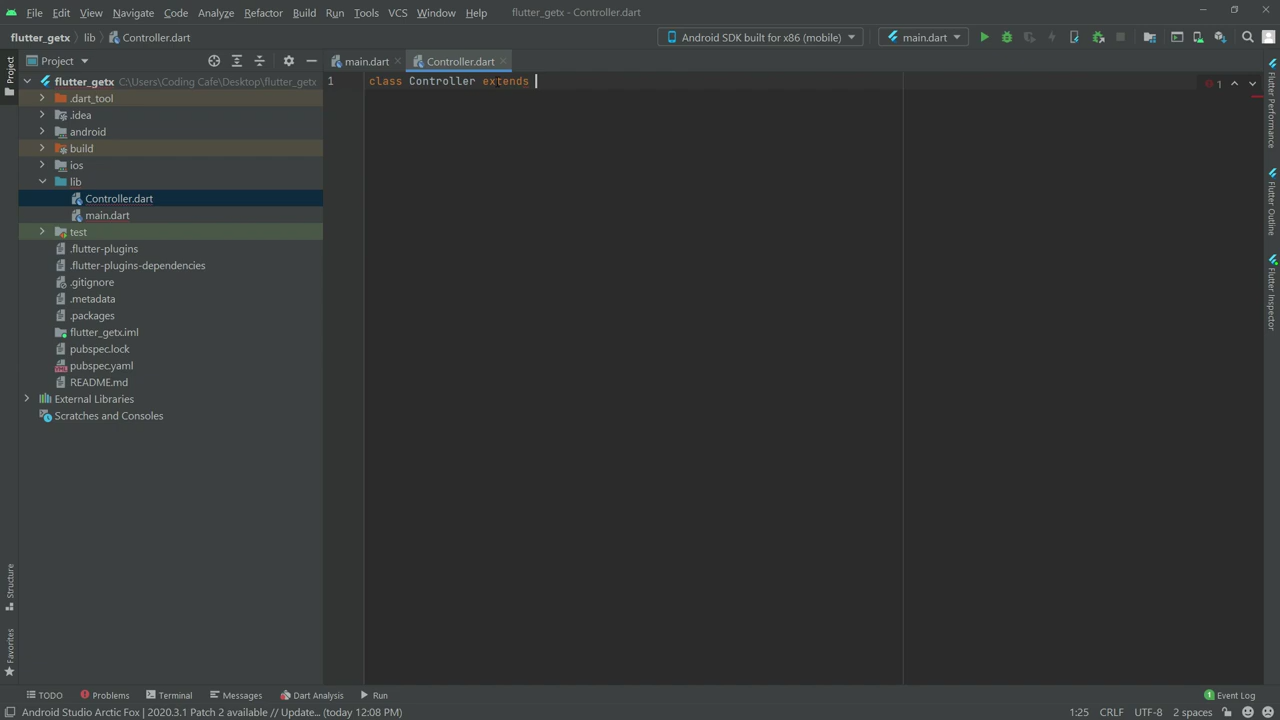 File Edit View Navigate Code Analyze Refactor Build Run Tools VCS Window Help flutter_getx - Controller.dart
flutter_getx lib Controller.dart Android SDK built for x86 (mobile) main.dart
Project main.dart Controller.dart
flutter_getx C:\Users\Coding Cafe\Desktop\flutter_getx
.dart_tool
.idea
android
build
ios
lib
Controller.dart
main.dart
test
.flutter-plugins
.flutter-plugins-dependencies
.gitignore
.metadata
.packages
flutter_getx.iml
pubspec.lock
pubspec.yaml
README.md
External Libraries
Scratches and Consoles
1 class Controller extends
1
Project
Structure
Favorites
Flutter Performance
Flutter Outline
Flutter Inspector
TODO Problems Terminal Messages Dart Analysis Run 1 Event Log
Android Studio Arctic Fox | 2020.3.1 Patch 2 available // Update... (today 12:08 PM) 1:25 CRLF UTF-8 2 spaces